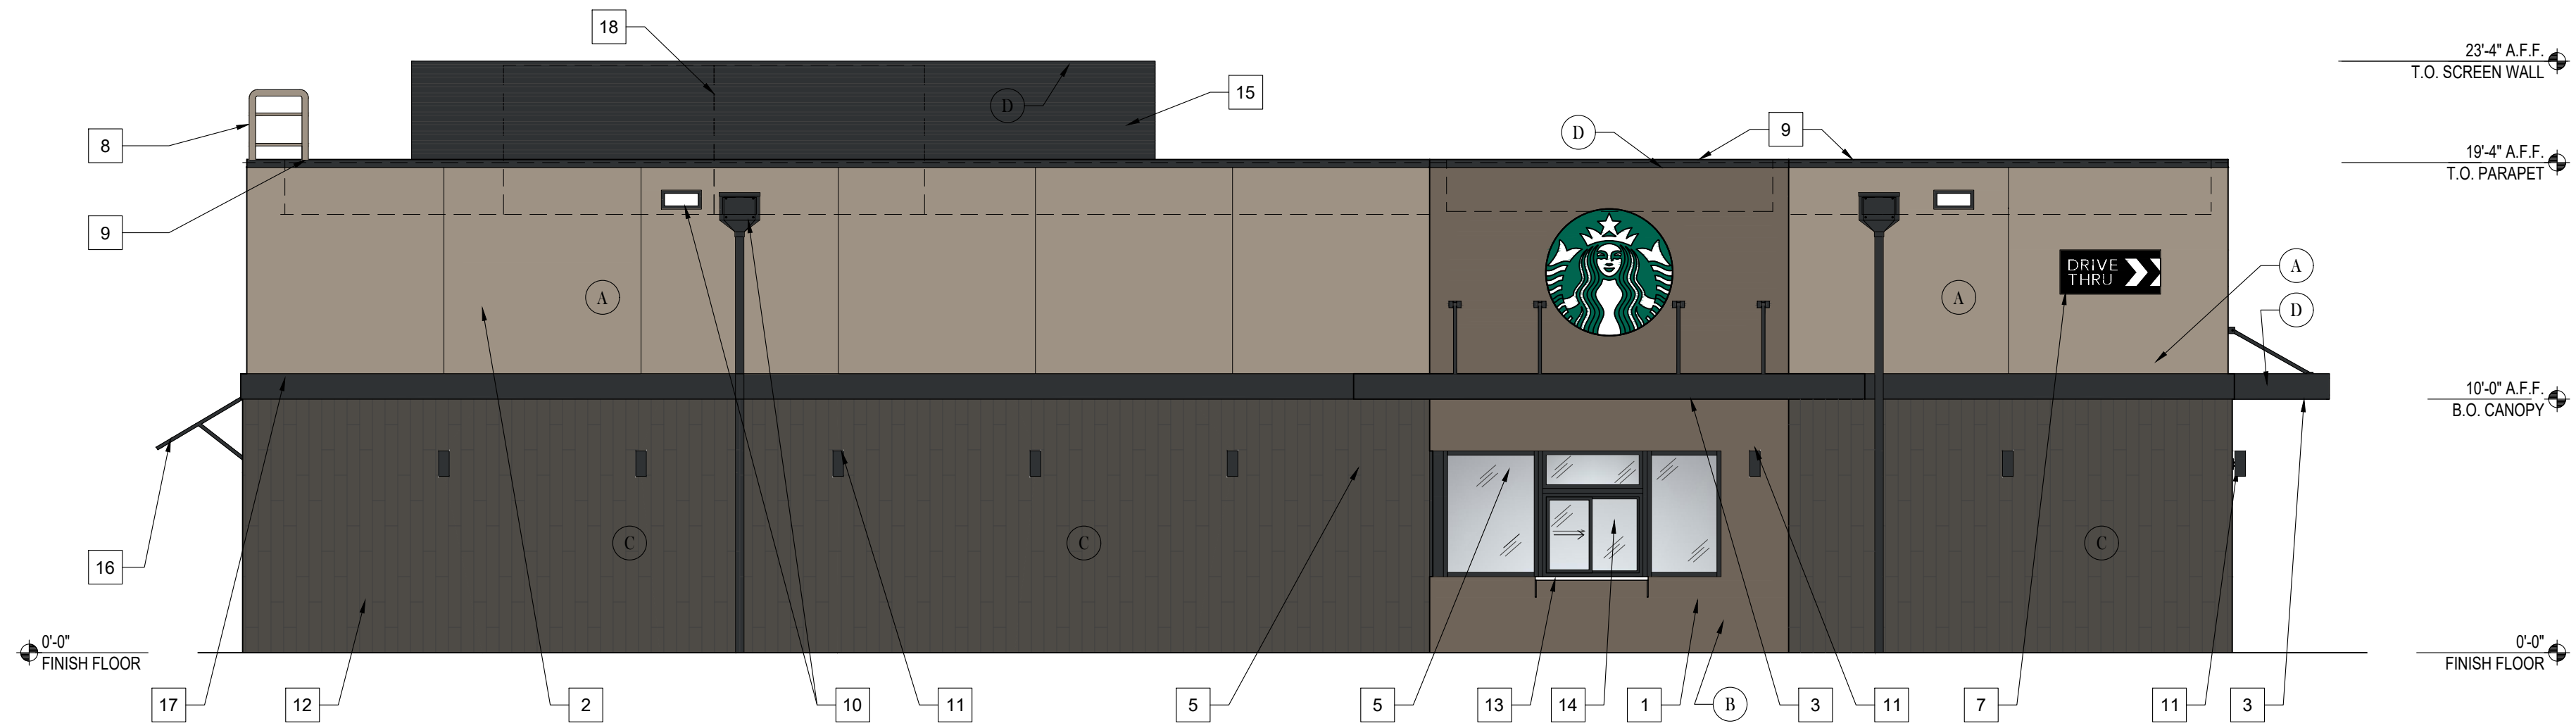 18
23'-4" A.F.F.
T.O. SCREEN WALL
D
15
8
D
9
19'-4" A.F.F.
T.O. PARAPET
9
A
A
DRIVE
THRU
A
D
10'-0" A.F.F.
B.O. CANOPY
16
C
C
C
0'-0"
FINISH FLOOR
0'-0"
FINISH FLOOR
17
12
2
10
11
5
5
13
14
1
B
3
11
7
11
3